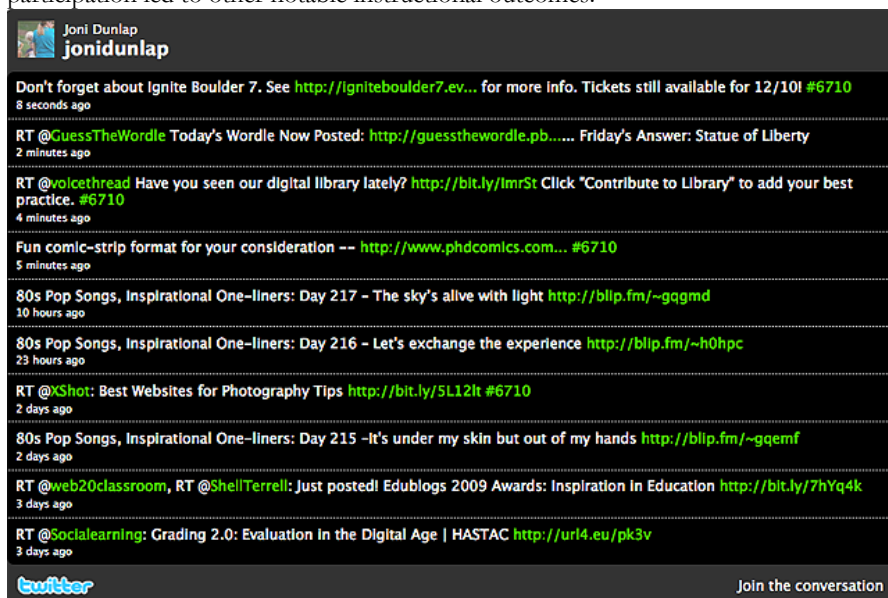 participation led to other notable instructional outcomes.
Joni Dunlap
jonidunlap
Don't forget about Ignite Boulder 7. See http://igniteboulder7.ev... for more info. Tickets still available for 12/10! #6710
8 seconds ago
RT @GuessTheWordle Today's Wordle Now Posted: http://guessthewordle.pb...... Friday's Answer: Statue of Liberty
2 minutes ago
RT @voicethread Have you seen our digital library lately? http://bit.ly/ImrSt Click "Contribute to Library" to add your best
practice. #6710
4 minutes ago
Fun comic-strip format for your consideration -- http://www.phdcomics.com... #6710
5 minutes ago
80s Pop Songs, Inspirational One-liners: Day 217 - The sky's alive with light http://blip.fm/~gqgmd
10 hours ago
80s Pop Songs, Inspirational One-liners: Day 216 - Let's exchange the experience http://blip.fm/~h0hpc
23 hours ago
RT @XShot: Best Websites for Photography Tips http://bit.ly/5L12lt #6710
2 days ago
80s Pop Songs, Inspirational One-liners: Day 215 -It's under my skin but out of my hands http://blip.fm/~gqemf
2 days ago
RT @web20classroom, RT @ShellTerrell: Just posted! Edublogs 2009 Awards: Inspiration in Education http://bit.ly/7hYq4k
3 days ago
RT @Socialearning: Grading 2.0: Evaluation in the Digital Age | HASTAC http://url4.eu/pk3v
3 days ago
twitter Join the conversation